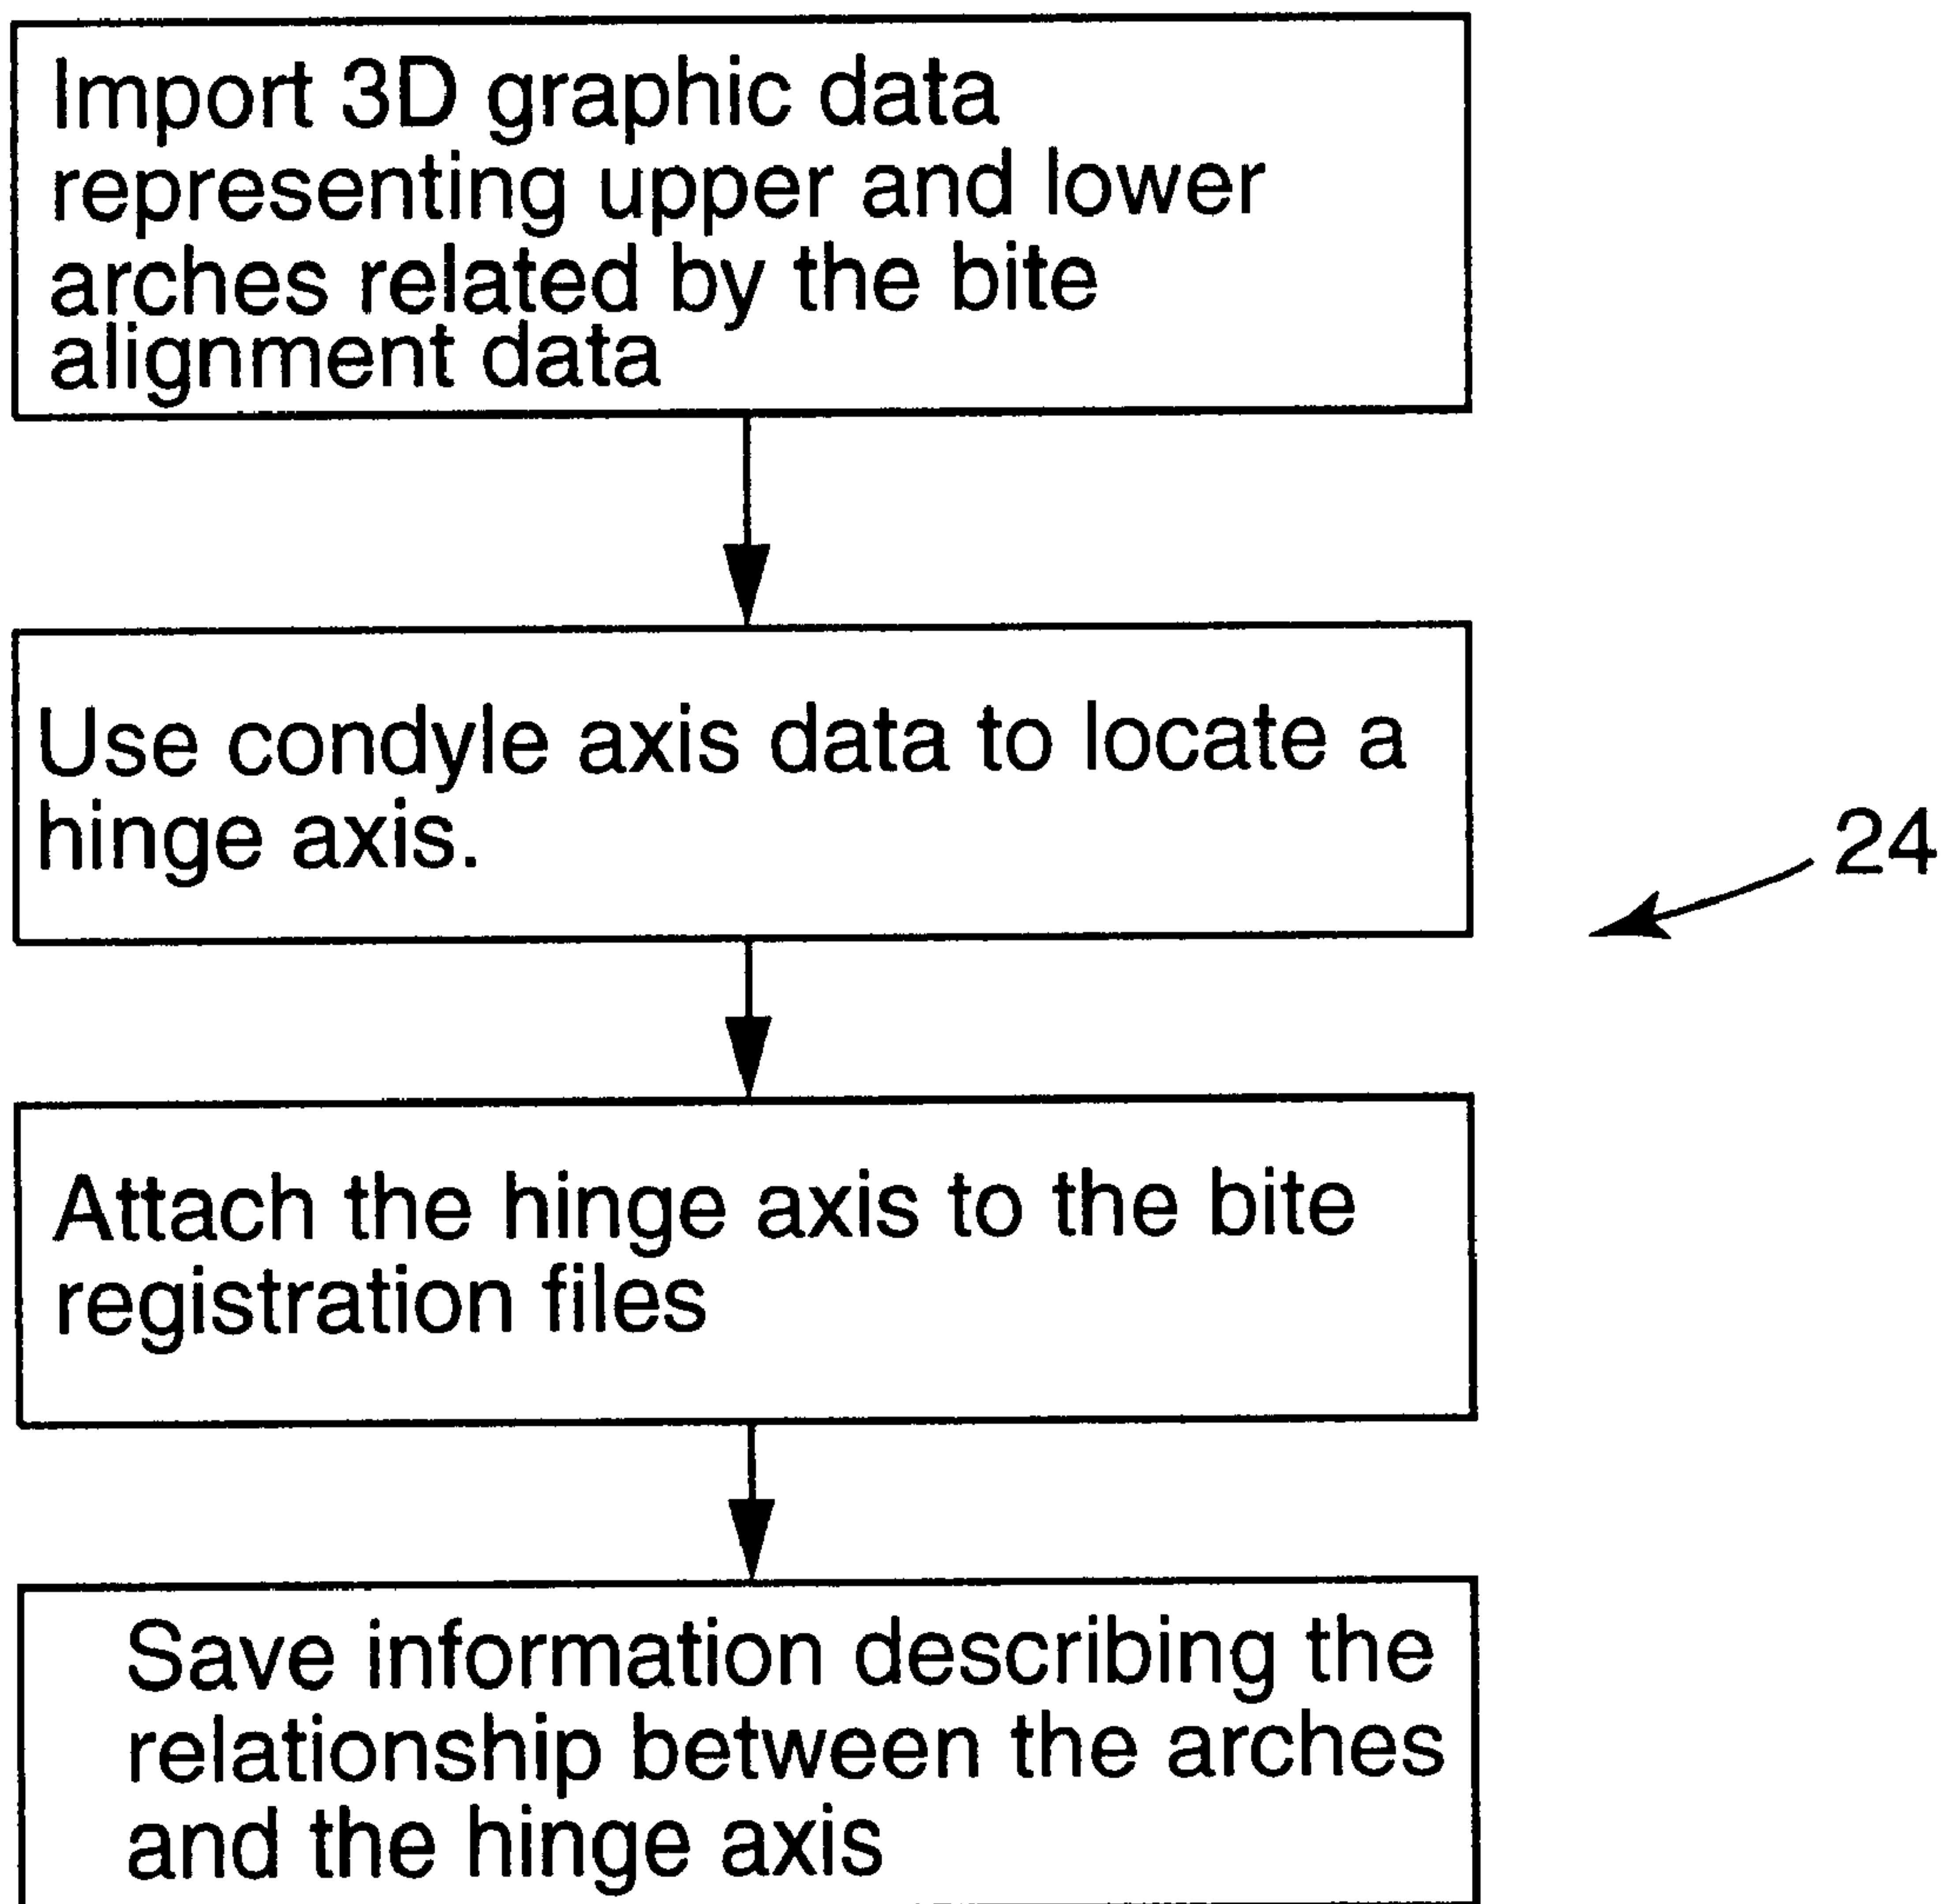 Import 3D graphic data
representing upper and lower
arches related by the bite
alignment data
Use condyle axis data to locate a
hinge axis.
24
Attach the hinge axis to the bite
registration files
Save information describing the
relationship between the arches
and the hinge axis